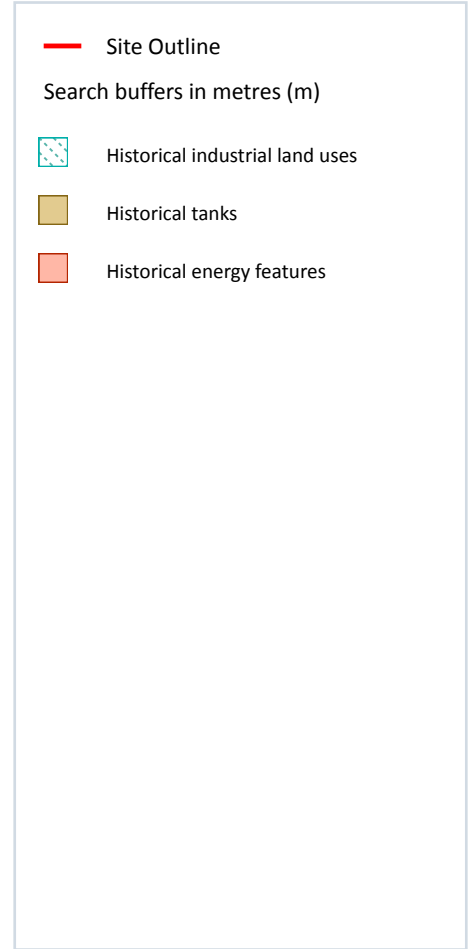 Site Outline
Search buffers in metres (m)
Historical industrial land uses
Historical tanks
Historical energy features